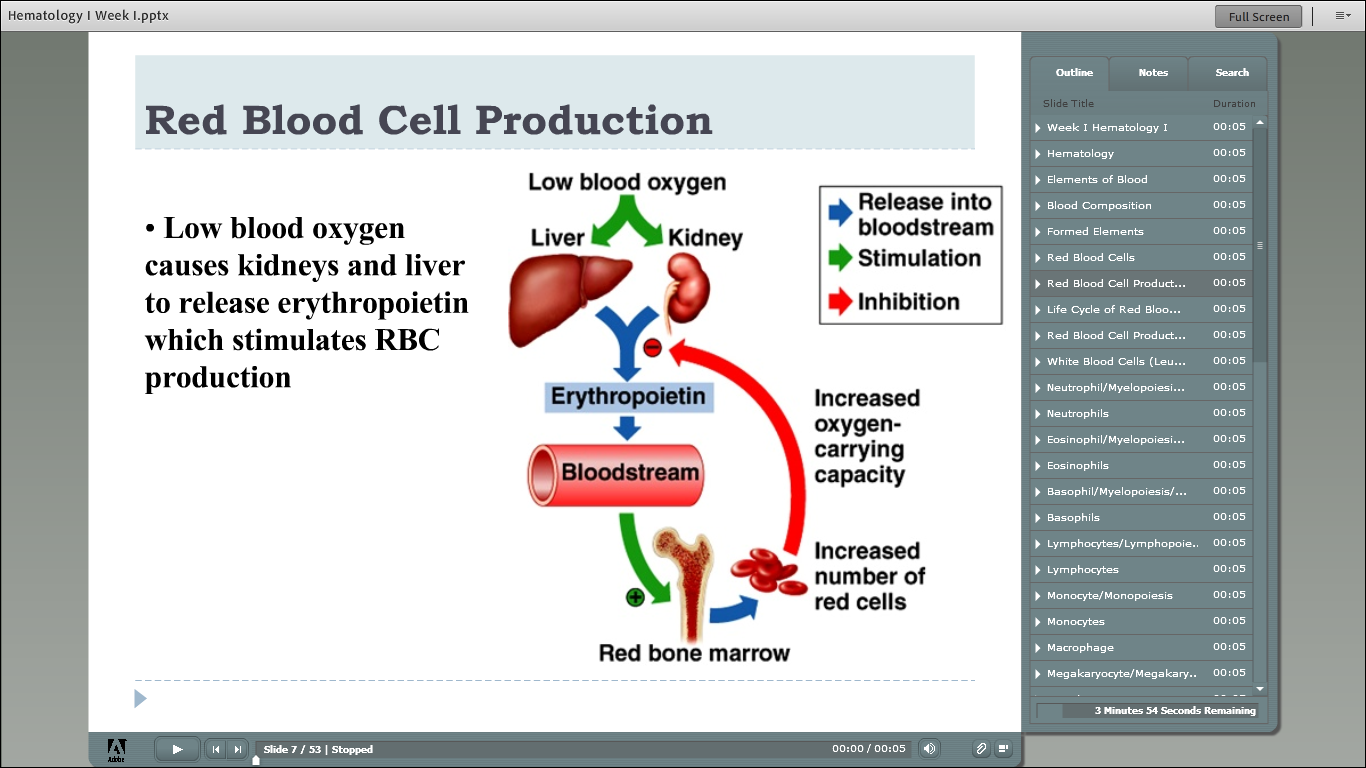 Hematology I Week I.pptx
Full Screen
Red Blood Cell Production
• Low blood oxygen
causes kidneys and liver
to release erythropoietin
which stimulates RBC
production
Low blood oxygen
Liver
Kidney
Erythropoietin
Bloodstream
Red bone marrow
Increased
number of
red cells
Increased
oxygen-
carrying
capacity
Release into
bloodstream
Stimulation
Inhibition
Outline Notes Search
Slide Title Duration
Week I Hematology I 00:05
Hematology 00:05
Elements of Blood 00:05
Blood Composition 00:05
Formed Elements 00:05
Red Blood Cells 00:05
Red Blood Cell Product... 00:05
Life Cycle of Red Bloo... 00:05
Red Blood Cell Product... 00:05
White Blood Cells (Leu... 00:05
Neutrophil/Myelopoiesi... 00:05
Neutrophils 00:05
Eosinophil/Myelopoiesi... 00:05
Eosinophils 00:05
Basophil/Myelopoiesis/... 00:05
Basophils 00:05
Lymphocytes/Lymphopoie.. 00:05
Lymphocytes 00:05
Monocyte/Monopoiesis 00:05
Monocytes 00:05
Macrophage 00:05
Megakaryocyte/Megakary.. 00:05
3 Minutes 54 Seconds Remaining
Adobe
Slide 7 / 53 | Stopped
00:00 / 00:05